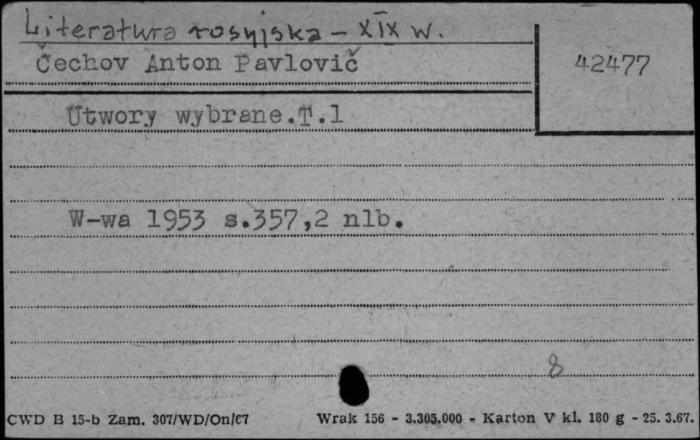 Literatura rosyjska - XIX w.
Čechov Anton Pavlovič
42477
Utwory wybrane.T.1
W-wa 1953 s.357,2 nlb.
8
CWD B 15-b Zam. 307/WD/On/67 Wrak 156 - 3.305.000 - Karton V kl. 180 g - 25. 3.67.